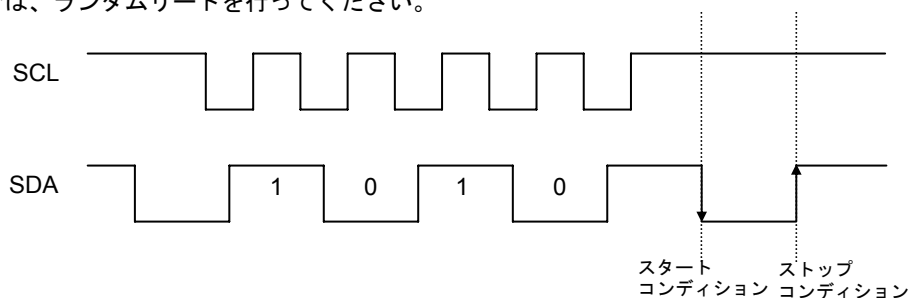 は、ランダムリードを行ってください。
SCL
SDA
1 0 1 0
スタート
コンディション
ストップ
コンディション